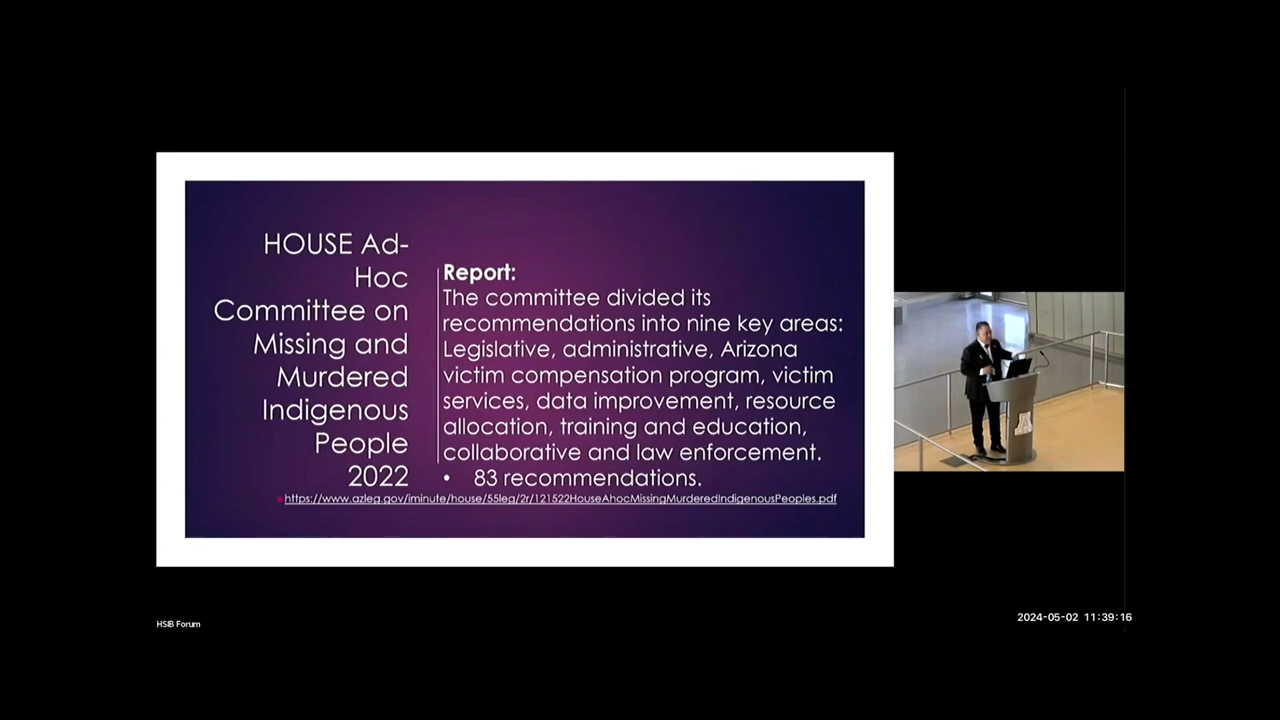 HOUSE Ad-
Hoc
Committee on
Missing and
Murdered
Indigenous
People
2022
Report:
The committee divided its
recommendations into nine key areas:
Legislative, administrative, Arizona
victim compensation program, victim
services, data improvement, resource
allocation, training and education,
collaborative and law enforcement.
• 83 recommendations.
https://www.azleg.gov/iminute/house/55leg/2r/121522HouseAhocMissingMurderedIndigenousPeoples.pdf
A
HSIB Forum
2024-05-02 11:39:16